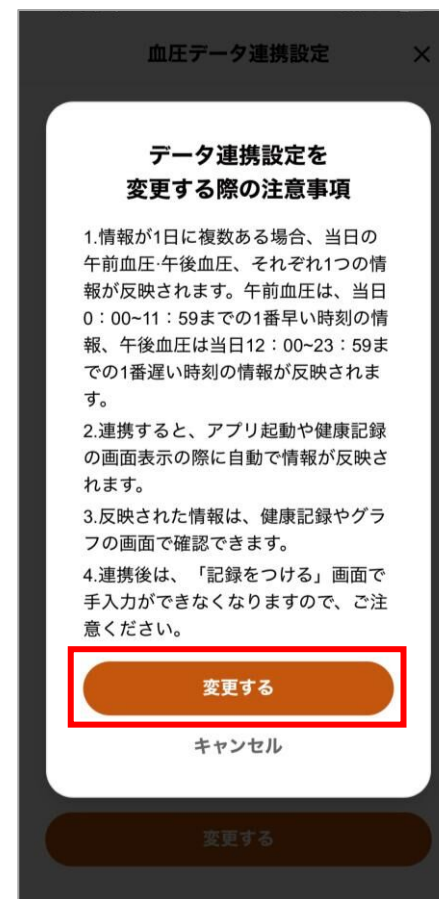 血圧データ連携設定 ×
データ連携設定を
変更する際の注意事項
1.情報が1日に複数ある場合、当日の
午前血圧·午後血圧、それぞれ1つの情
報が反映されます。午前血圧は、当日
0：00~11：59までの1番早い時刻の情
報、午後血圧は当日12：00~23：59ま
での1番遅い時刻の情報が反映されま
す。
2.連携すると、アプリ起動や健康記録
の画面表示の際に自動で情報が反映さ
れます。
3.反映された情報は、健康記録やグラ
フの画面で確認できます。
4.連携後は、「記録をつける」画面で
手入力ができなくなりますので、ご注
意ください。
変更する
キャンセル
変更する